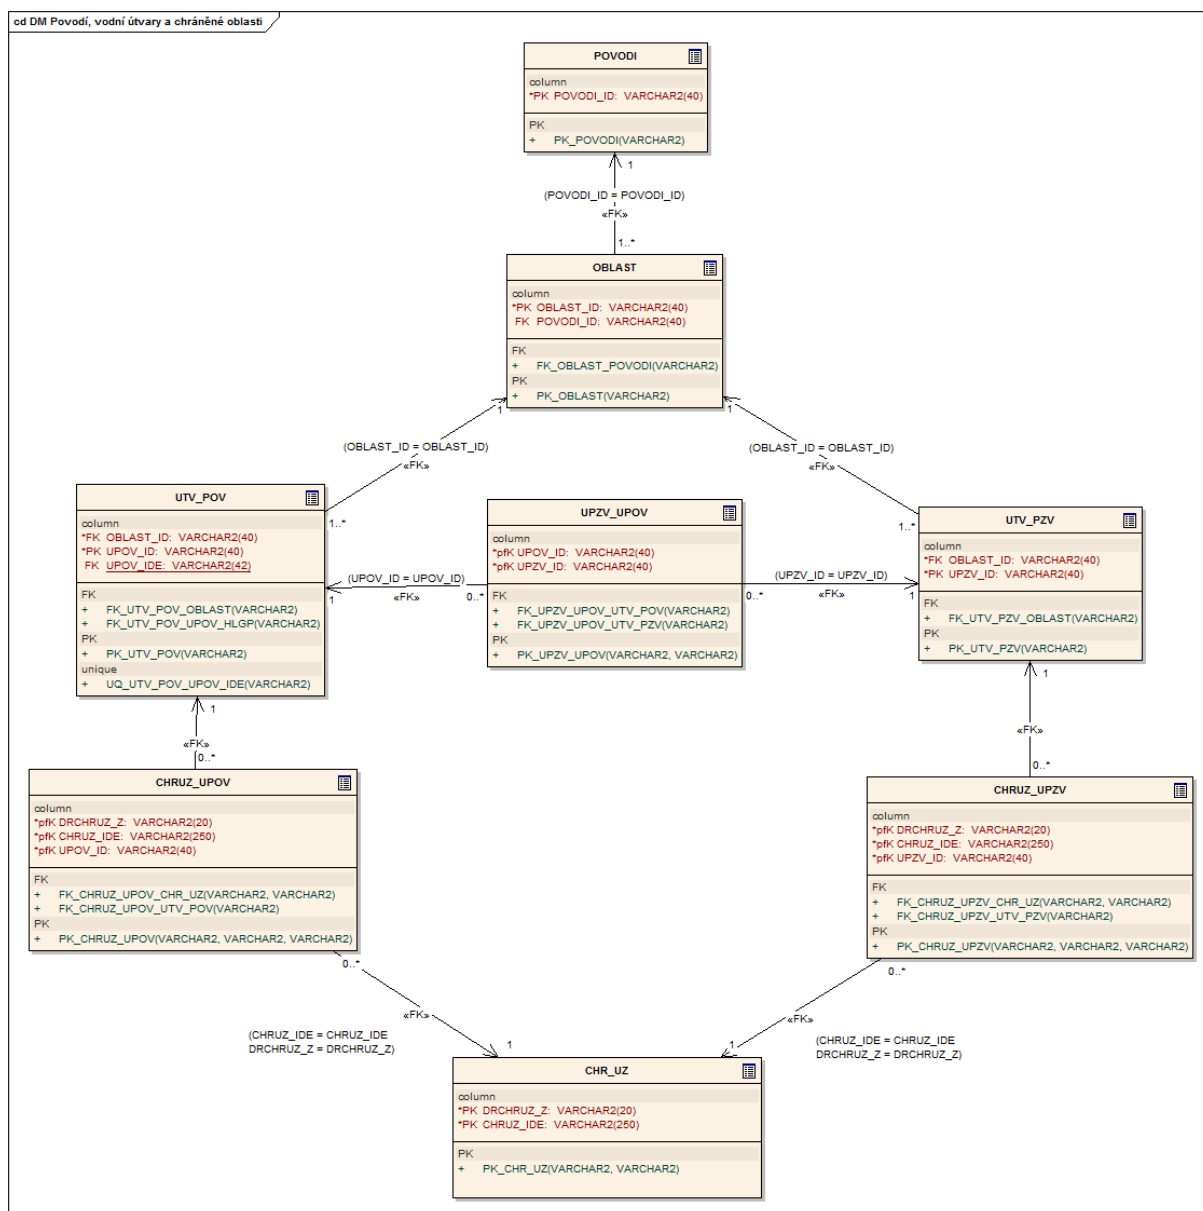 cd DM Povodí, vodní útvary a chráněné oblasti
POVODI
column
*PK POVODI_ID: VARCHAR2(40)
PK
+ PK_POVODI(VARCHAR2)
1
(POVODI_ID = POVODI_ID)
«FK»
1..*
OBLAST
column
*PK OBLAST_ID: VARCHAR2(40)
FK POVODI_ID: VARCHAR2(40)
FK
+ FK_OBLAST_POVODI(VARCHAR2)
PK
+ PK_OBLAST(VARCHAR2)
1
1
(OBLAST_ID = OBLAST_ID)
«FK»
(OBLAST_ID = OBLAST_ID)
«FK»
UTV_POV
column
*FK OBLAST_ID: VARCHAR2(40)
*PK UPOV_ID: VARCHAR2(40)
FK UPOV_IDE: VARCHAR2(42)
FK
+ FK_UTV_POV_OBLAST(VARCHAR2)
+ FK_UTV_POV_UPOV_HLGP(VARCHAR2)
PK
+ PK_UTV_POV(VARCHAR2)
unique
+ UQ_UTV_POV_UPOV_IDE(VARCHAR2)
1..*
(UPOV_ID = UPOV_ID)
1
«FK»
0..*
UPZV_UPOV
column
*pfK UPOV_ID: VARCHAR2(40)
*pfK UPZV_ID: VARCHAR2(40)
FK
+ FK_UPZV_UPOV_UTV_POV(VARCHAR2)
+ FK_UPZV_UPOV_UTV_PZV(VARCHAR2)
PK
+ PK_UPZV_UPOV(VARCHAR2, VARCHAR2)
(UPZV_ID = UPZV_ID)
0..*
«FK»
1
1..*
UTV_PZV
column
*FK OBLAST_ID: VARCHAR2(40)
*PK UPZV_ID: VARCHAR2(40)
FK
+ FK_UTV_PZV_OBLAST(VARCHAR2)
PK
+ PK_UTV_PZV(VARCHAR2)
1
«FK»
0..*
1
«FK»
0..*
CHRUZ_UPOV
column
*pfK DRCHRUZ_Z: VARCHAR2(20)
*pfK CHRUZ_IDE: VARCHAR2(250)
*pfK UPOV_ID: VARCHAR2(40)
FK
+ FK_CHRUZ_UPOV_CHR_UZ(VARCHAR2, VARCHAR2)
+ FK_CHRUZ_UPOV_UTV_POV(VARCHAR2)
PK
+ PK_CHRUZ_UPOV(VARCHAR2, VARCHAR2, VARCHAR2)
CHRUZ_UPZV
column
*pfK DRCHRUZ_Z: VARCHAR2(20)
*pfK CHRUZ_IDE: VARCHAR2(250)
*pfK UPZV_ID: VARCHAR2(40)
FK
+ FK_CHRUZ_UPZV_CHR_UZ(VARCHAR2, VARCHAR2)
+ FK_CHRUZ_UPZV_UTV_PZV(VARCHAR2)
PK
+ PK_CHRUZ_UPZV(VARCHAR2, VARCHAR2, VARCHAR2)
0..*
«FK»
(CHRUZ_IDE = CHRUZ_IDE
DRCHRUZ_Z = DRCHRUZ_Z)
1
0..*
«FK»
(CHRUZ_IDE = CHRUZ_IDE
DRCHRUZ_Z = DRCHRUZ_Z)
1
CHR_UZ
column
*PK DRCHRUZ_Z: VARCHAR2(20)
*PK CHRUZ_IDE: VARCHAR2(250)
PK
+ PK_CHR_UZ(VARCHAR2, VARCHAR2)